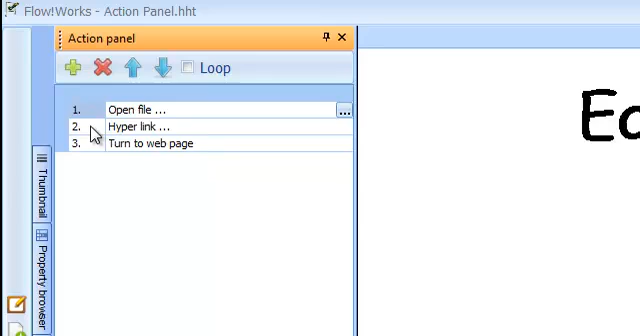 Flow!Works - Action Panel.hht
Action panel
Loop
1. Open file ... ...
2. Hyper link ...
3. Turn to web page
Thumbnail
Property browser